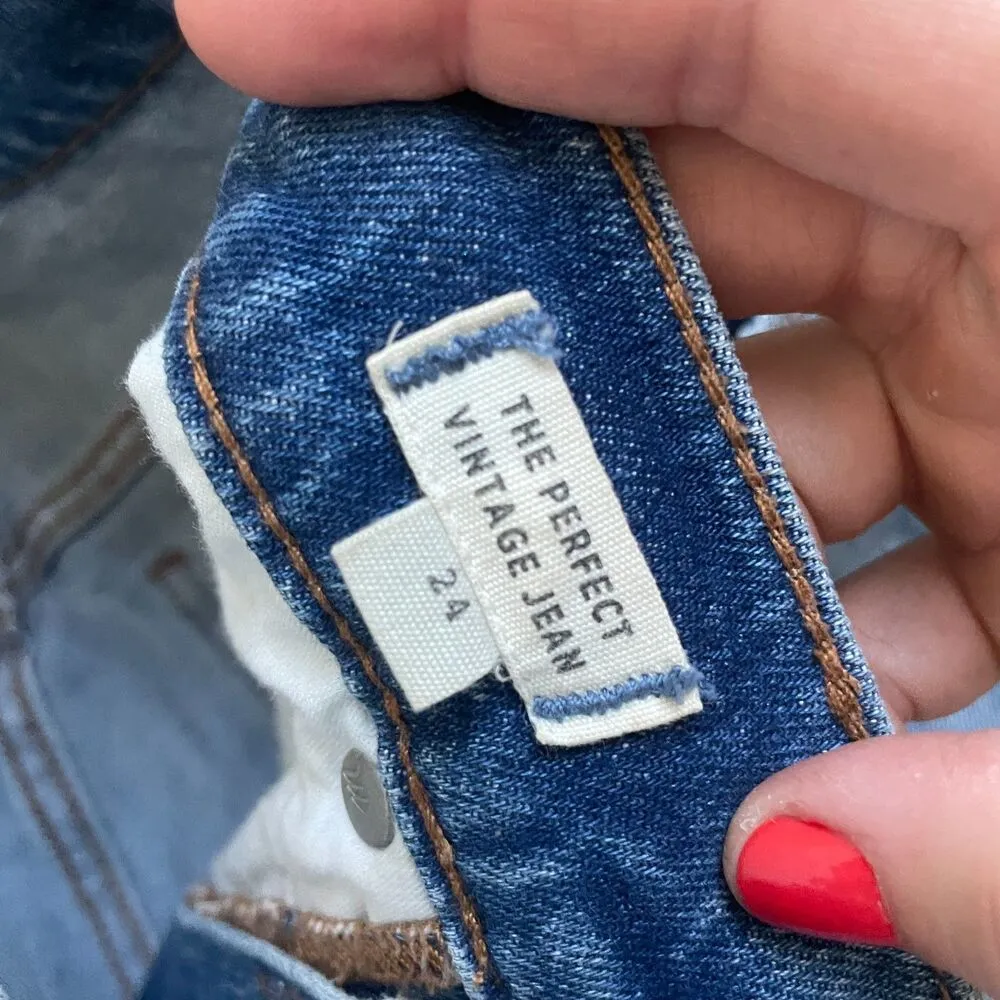 THE PERFECT
VINTAGE JEAN
24
m